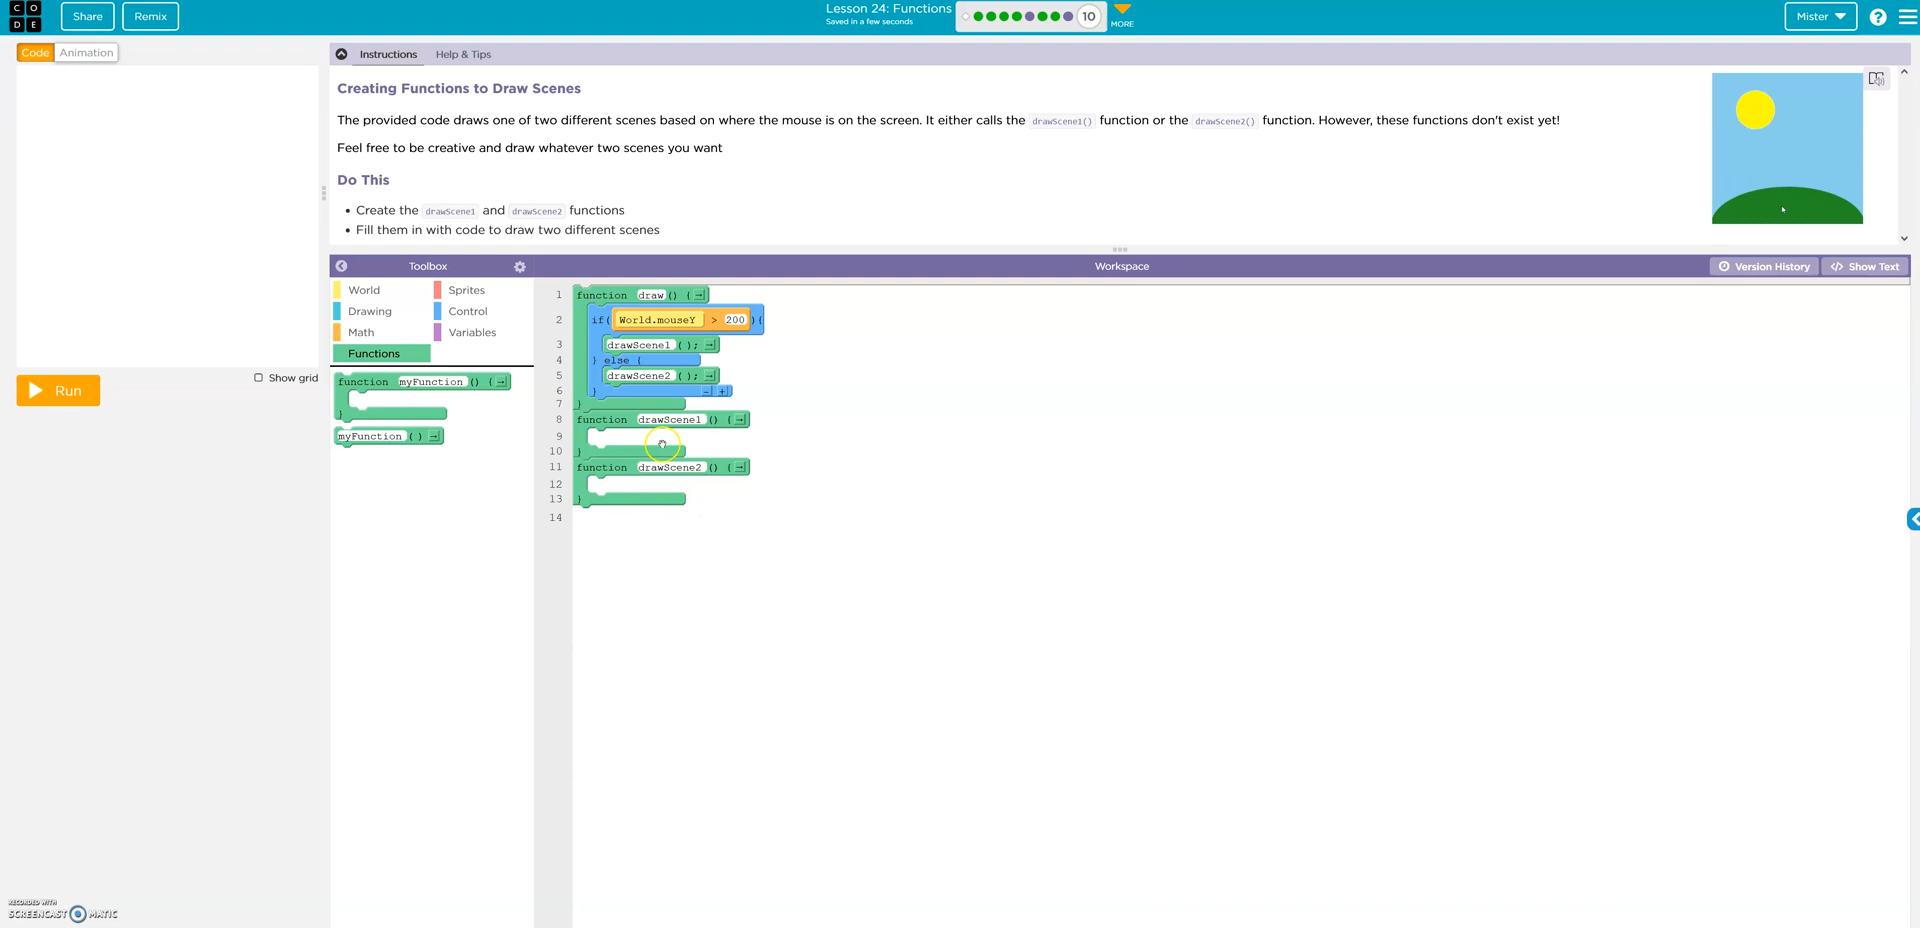 CO
DE
Share
Remix
Lesson 24: Functions
Saved in a few seconds
10
MORE
Mister
?
Code
Animation
Instructions
Help & Tips
Creating Functions to Draw Scenes
The provided code draws one of two different scenes based on where the mouse is on the screen. It either calls the drawScene1() function or the drawScene2() function. However, these functions don't exist yet!
Feel free to be creative and draw whatever two scenes you want
Do This
• Create the drawScene1 and drawScene2 functions
• Fill them in with code to draw two different scenes
Show grid
Run
Toolbox
Workspace
Version History
</> Show Text
World
Sprites
Drawing
Control
Math
Variables
Functions
function myFunction () {
}
myFunction ()
1 function draw() {
2 if( World.mouseY > 200 ){
3 drawScene1 ();
4 } else {
5 drawScene2 ();
6 } - +
7 }
8 function drawScene1 () {
9
10 }
11 function drawScene2 () {
12
13 }
14
RECORDED WITH
SCREENCAST MATIC